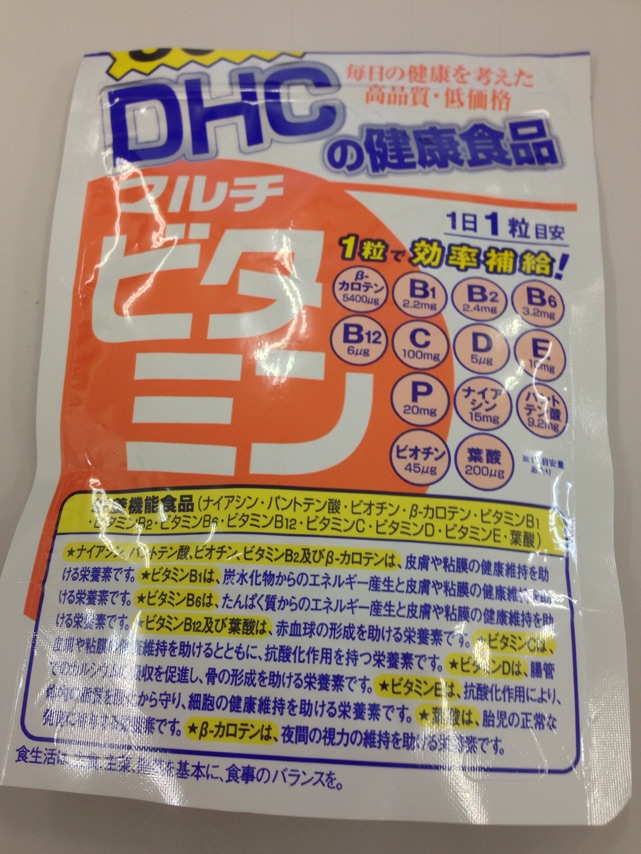 DHC
毎日の健康を考えた
高品質・低価格
の健康食品
マルチ
ビタ
ミン
1日1粒目安
1粒で効率補給!
β-カロテン 5400μg
B1 2.2mg
B2 2.4mg
B6 3.2mg
B12 6μg
C 100mg
D 5μg
E
P 20mg
ナイアシン 15mg
パントテン酸 9.2mg
ビオチン 45μg
葉酸 200μg
栄養機能食品(ナイアシン・パントテン酸・ビオチン・β-カロテン・ビタミンB1
・ビタミンB2・ビタミンB6・ビタミンB12・ビタミンC・ビタミンD・ビタミンE・葉酸)
★ナイアシン、パントテン酸、ビオチン、ビタミンB2及びβ-カロテンは、皮膚や粘膜の健康維持を助
ける栄養素です。★ビタミンB1は、炭水化物からのエネルギー産生と皮膚や粘膜の健康維持を助
ける栄養素です。★ビタミンB6は、たんぱく質からのエネルギー産生と皮膚や粘膜の健康維持を助
ける栄養素です。★ビタミンB12及び葉酸は、赤血球の形成を助ける栄養素です。★ビタミンCは、
皮膚や粘膜の健康維持を助けるとともに、抗酸化作用を持つ栄養素です。★ビタミンDは、腸管
でのカルシウムの吸収を促進し、骨の形成を助ける栄養素です。★ビタミンEは、抗酸化作用により、
から守り、細胞の健康維持を助ける栄養素です。★葉酸は、胎児の正常な
栄養素です。★β-カロテンは、夜間の視力の維持を助ける栄養素です。
食生活は、主食、主菜、副菜を基本に、食事のバランスを。